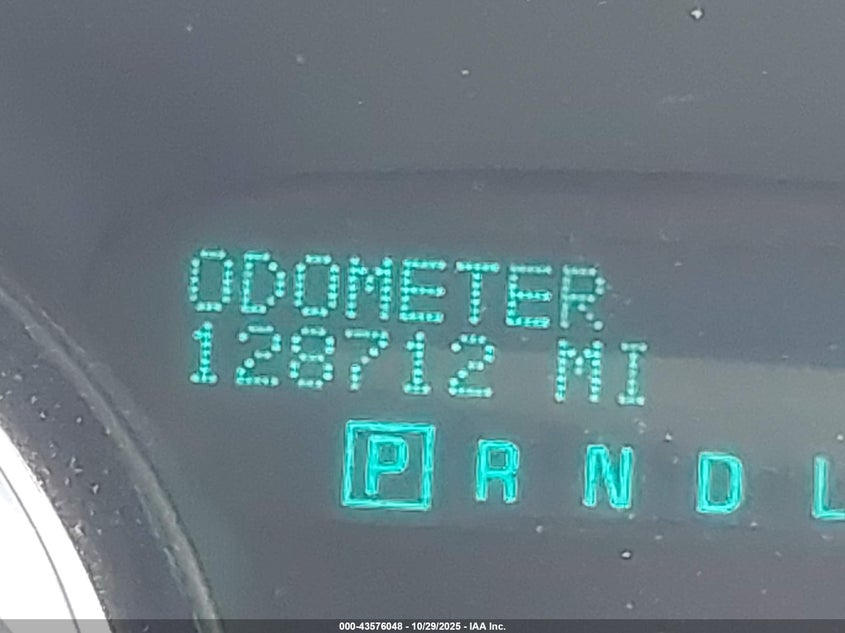 ODOMETER
128712 MI
P R N D L
000-43576048 - 10/29/2025 - IAA Inc.